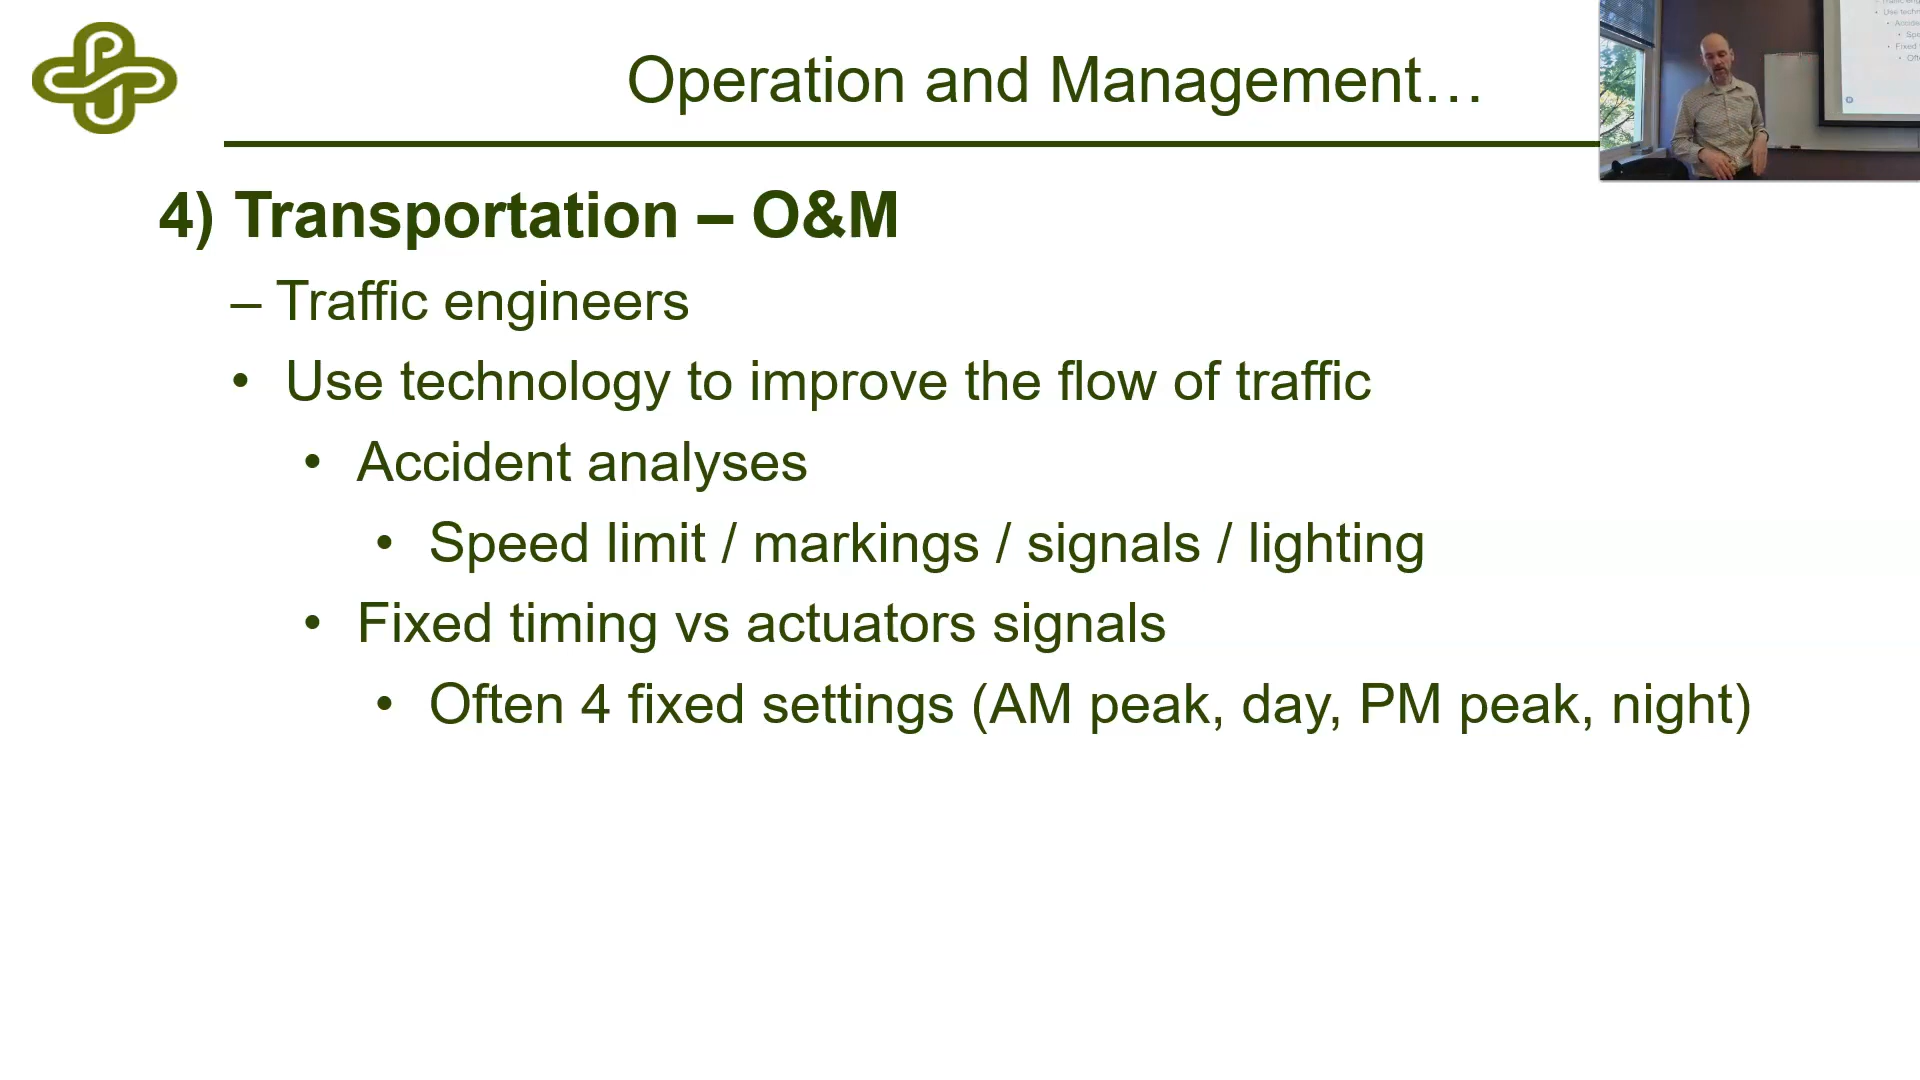 Operation and Management…
4) Transportation – O&M
– Traffic engineers
• Use technology to improve the flow of traffic
• Accident analyses
• Speed limit / markings / signals / lighting
• Fixed timing vs actuators signals
• Often 4 fixed settings (AM peak, day, PM peak, night)